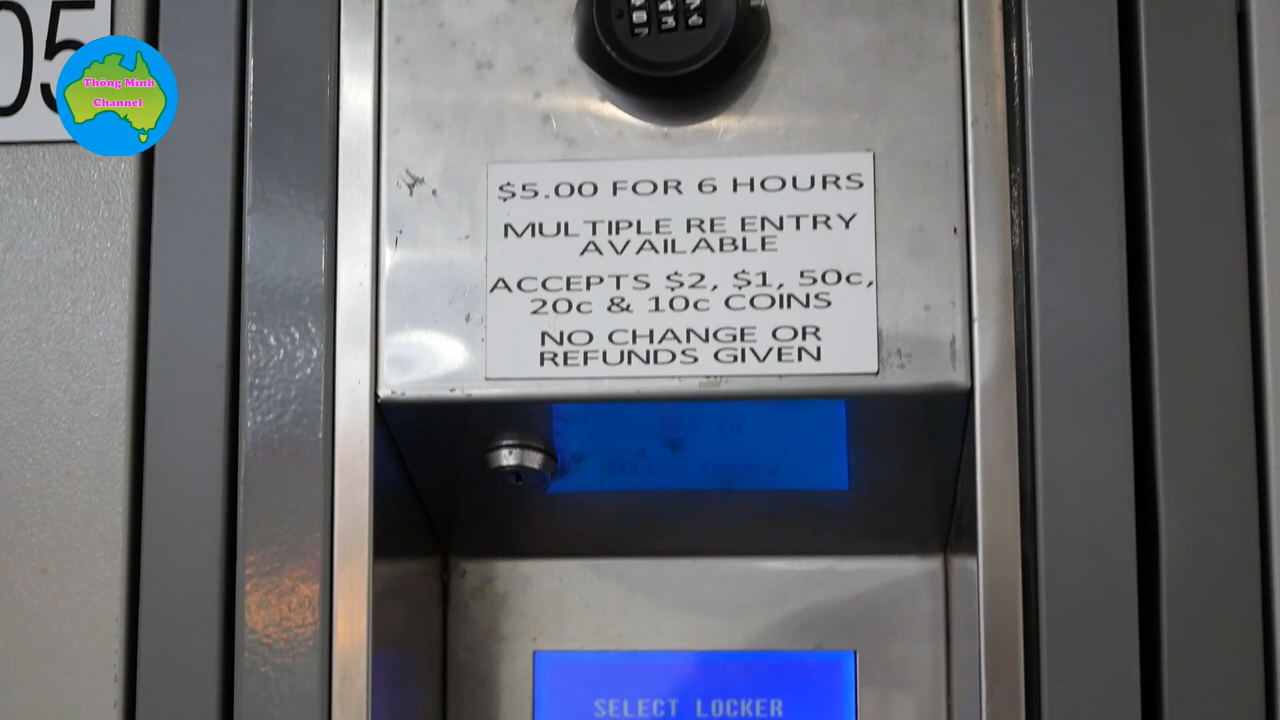 05
Thông Minh
Channel
$5.00 FOR 6 HOURS
MULTIPLE RE ENTRY
AVAILABLE
ACCEPTS $2, $1, 50c,
20c & 10c COINS
NO CHANGE OR
REFUNDS GIVEN
SELECT LOCKER